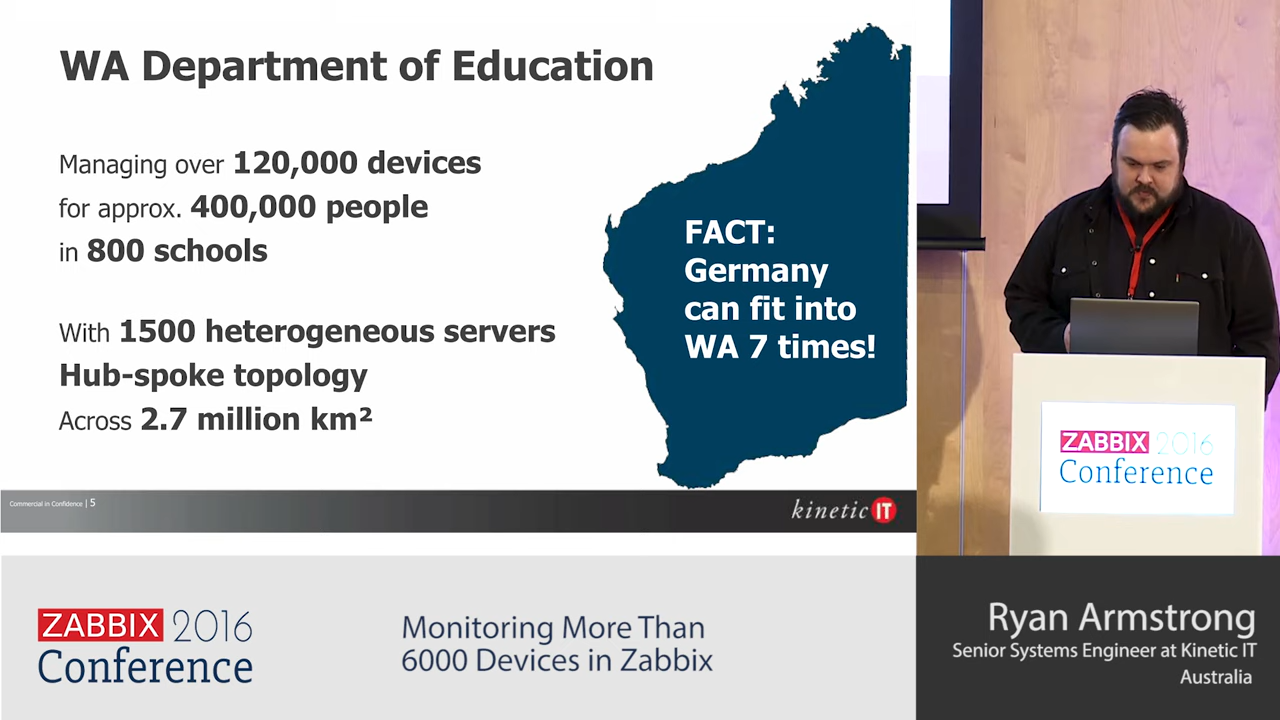 WA Department of Education
Managing over 120,000 devices
for approx. 400,000 people
in 800 schools
With 1500 heterogeneous servers
Hub-spoke topology
Across 2.7 million km²
FACT:
Germany
can fit into
WA 7 times!
Commercial in Confidence | 5
kinetic IT
ZABBIX 2016
Conference
ZABBIX 2016
Conference
Monitoring More Than
6000 Devices in Zabbix
Ryan Armstrong
Senior Systems Engineer at Kinetic IT
Australia